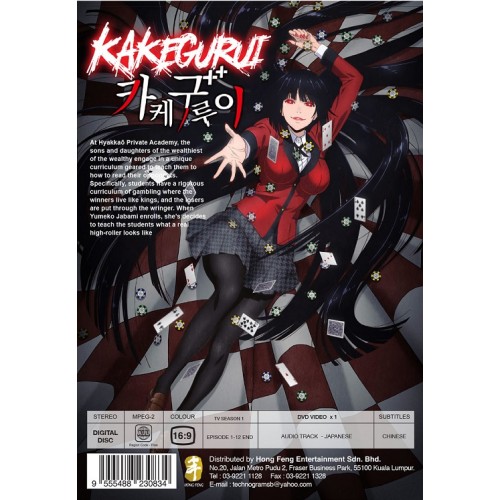 KAKEGURUI
카케구루이++
At Hyakkaō Private Academy, the
sons and daughters of the wealthiest
of the wealthy engage in a unique
curriculum geared to teach them to
how to read their opponents.
Specifically, students have a rigorous
curriculum of gambling where the
winners live like kings, and the losers
are put through the wringer. When
Yumeko Jabami enrolls, she's decides
to teach the students what a real
high-roller looks like
STEREO MPEG-2 COLOUR TV SEASON 1 DVD VIDEO x 1 SUBTITLES
DIGITAL
DISC
16:9 EPISODE 1-12 END AUDIO TRACK - JAPANESE CHINESE
Distributed by Hong Feng Entertainment Sdn. Bhd.
No.20, Jalan Metro Pudu 2, Fraser Business Park, 55100 Kuala Lumpur.
Tel : 03-9221 1128 Fax : 03-9221 1328
E-mail : technogramsb@yahoo.com
HONG FENG
9 555488 230834